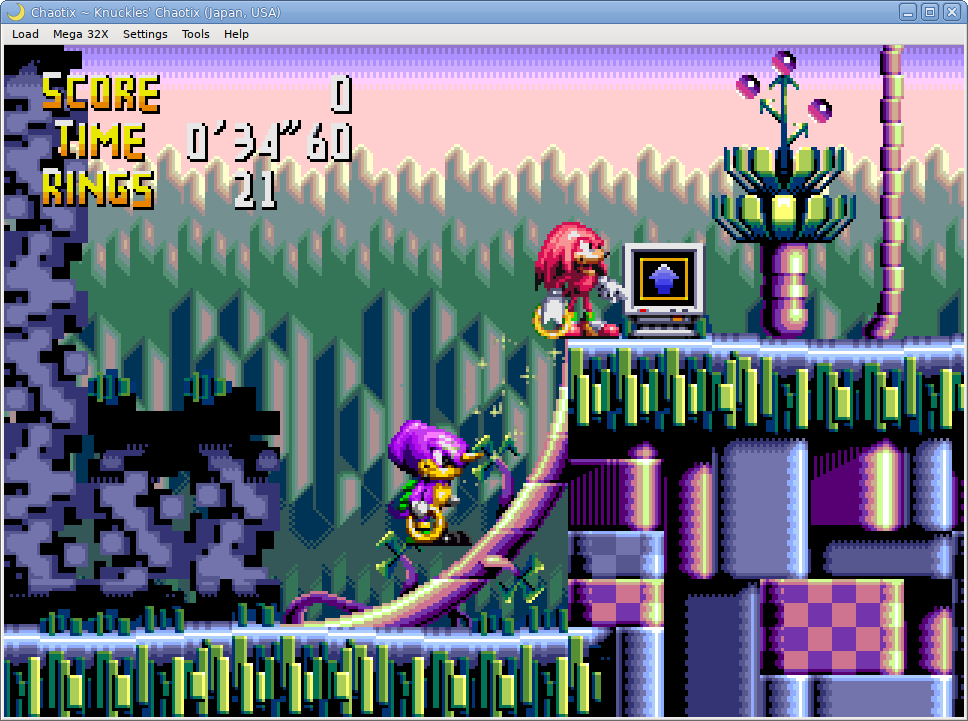 Chaotix ~ Knuckles' Chaotix (Japan, USA)
Load Mega 32X Settings Tools Help
SCORE 0
TIME 0'34"60
RINGS 21